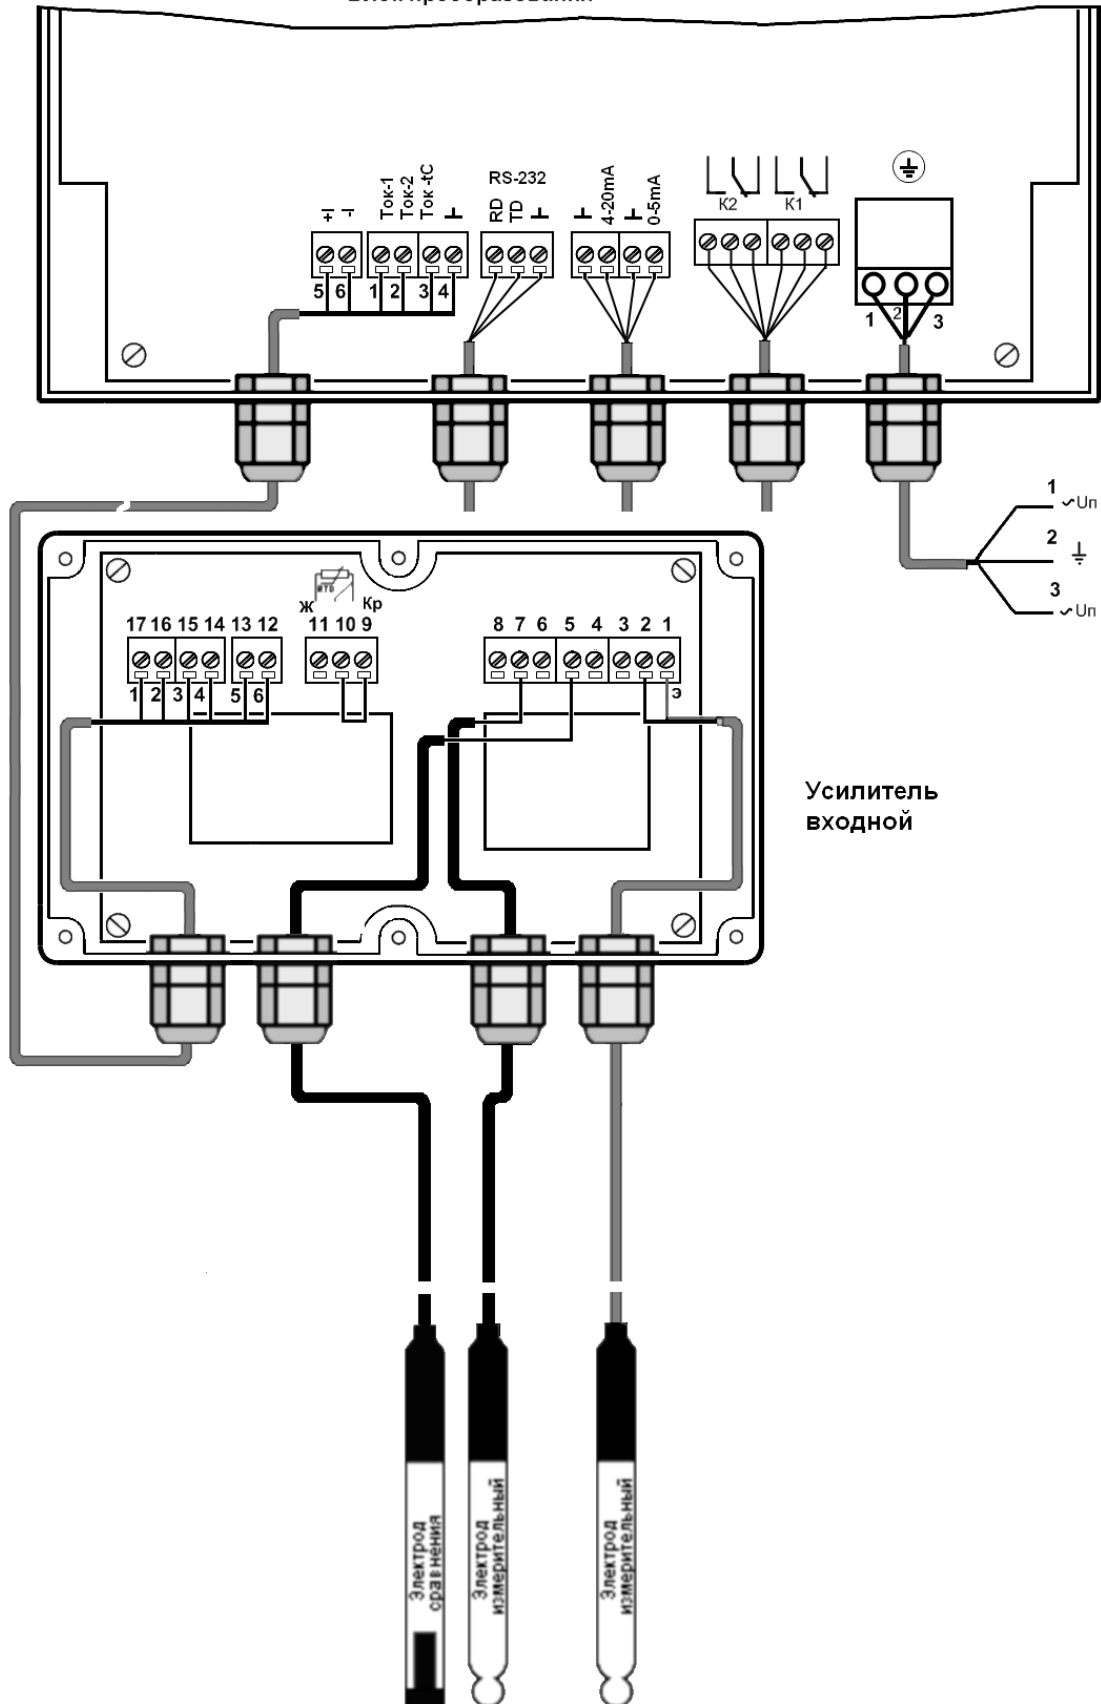 RS-232
+I
-I
Ток-1
Ток-2
Ток -tC
RD
TD
4-20mA
0-5mA
K2
K1
5 6 1 2 3 4
1 2 3
1 ~Uп
2
3 ~Uп
RTD
Ж Кр
17 16 15 14 13 12 11 10 9 8 7 6 5 4 3 2 1
1 2 3 4 5 6 Э
Усилитель
входной
Электрод
сравнения
Электрод
измерительный
Электрод
измерительный